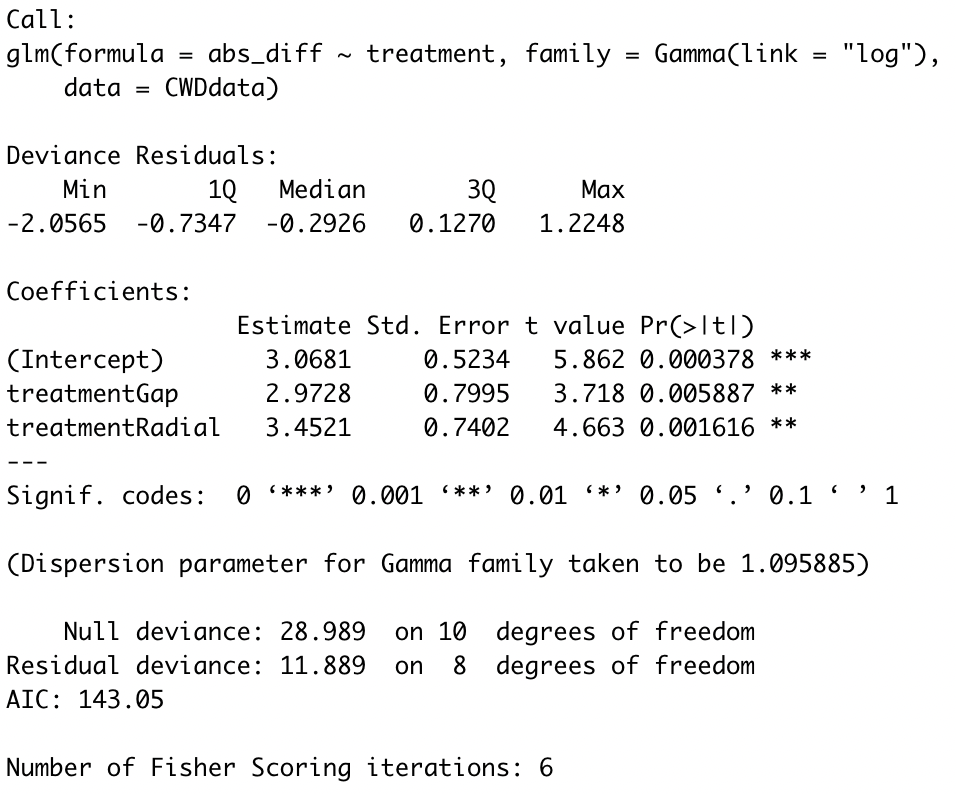 Call:
glm(formula = abs_diff ~ treatment, family = Gamma(link = "log"),
    data = CWDdata)

Deviance Residuals:
    Min       1Q   Median       3Q      Max
-2.0565  -0.7347  -0.2926   0.1270   1.2248

Coefficients:
                Estimate Std. Error t value Pr(>|t|)
(Intercept)       3.0681     0.5234   5.862 0.000378 ***
treatmentGap      2.9728     0.7995   3.718 0.005887 **
treatmentRadial   3.4521     0.7402   4.663 0.001616 **
---
Signif. codes:  0 ‘***’ 0.001 ‘**’ 0.01 ‘*’ 0.05 ‘.’ 0.1 ‘ ’ 1

(Dispersion parameter for Gamma family taken to be 1.095885)

    Null deviance: 28.989  on 10  degrees of freedom
Residual deviance: 11.889  on  8  degrees of freedom
AIC: 143.05

Number of Fisher Scoring iterations: 6